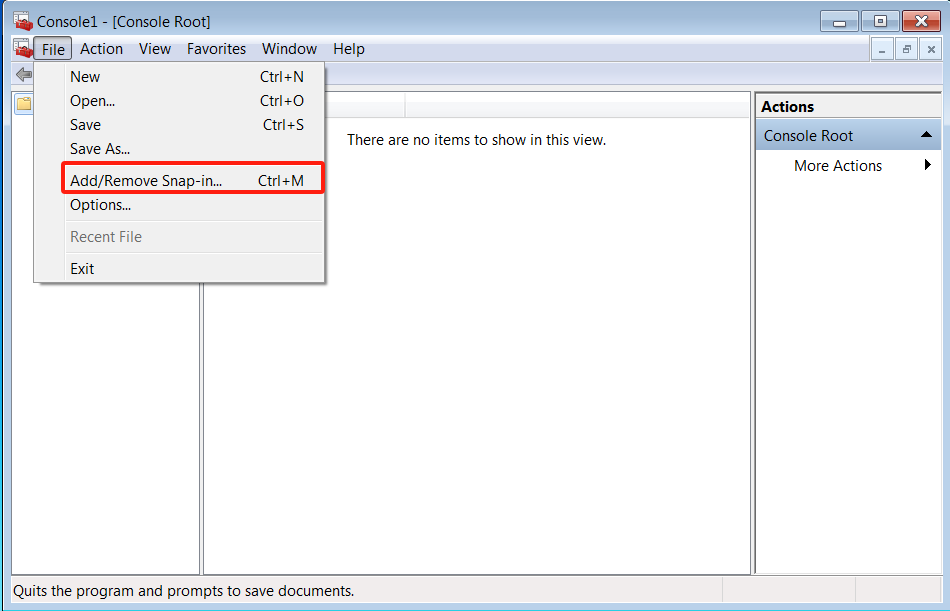 Console1 - [Console Root]
File Action View Favorites Window Help
New Ctrl+N
Open... Ctrl+O
Save Ctrl+S
Save As...
Add/Remove Snap-in... Ctrl+M
Options...
Recent File
Exit
There are no items to show in this view.
Actions
Console Root
More Actions
Quits the program and prompts to save documents.